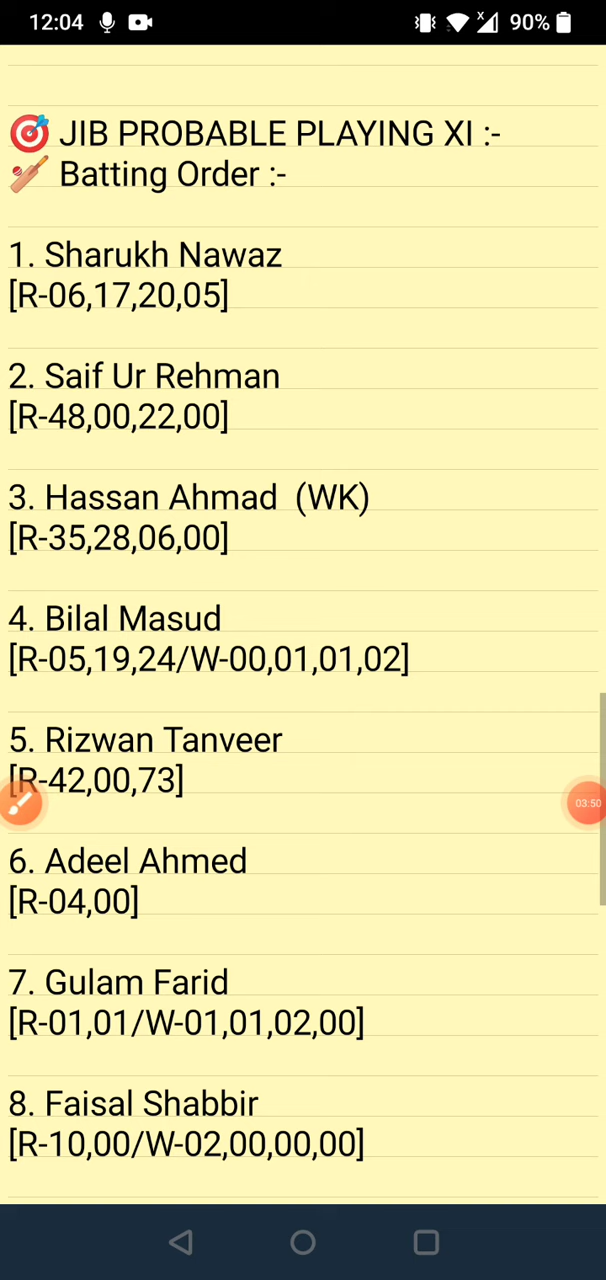 12:04 90%
🎯 JIB PROBABLE PLAYING XI :-
🏏 Batting Order :-
1. Sharukh Nawaz
[R-06,17,20,05]
2. Saif Ur Rehman
[R-48,00,22,00]
3. Hassan Ahmad (WK)
[R-35,28,06,00]
4. Bilal Masud
[R-05,19,24/W-00,01,01,02]
5. Rizwan Tanveer
[R-42,00,73]
03:50
6. Adeel Ahmed
[R-04,00]
7. Gulam Farid
[R-01,01/W-01,01,02,00]
8. Faisal Shabbir
[R-10,00/W-02,00,00,00]